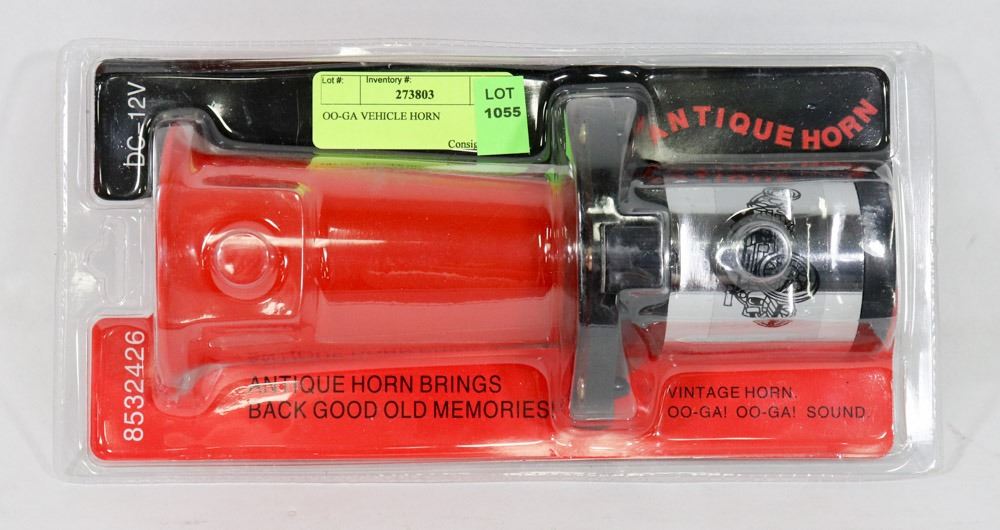 DC-12V
Lot #: Inventory #:
273803
OO-GA VEHICLE HORN
Consig
LOT
1055
ANTIQUE HORN
8532426
ANTIQUE HORN BRINGS
BACK GOOD OLD MEMORIES!
VINTAGE HORN.
OO-GA! OO-GA! SOUND.